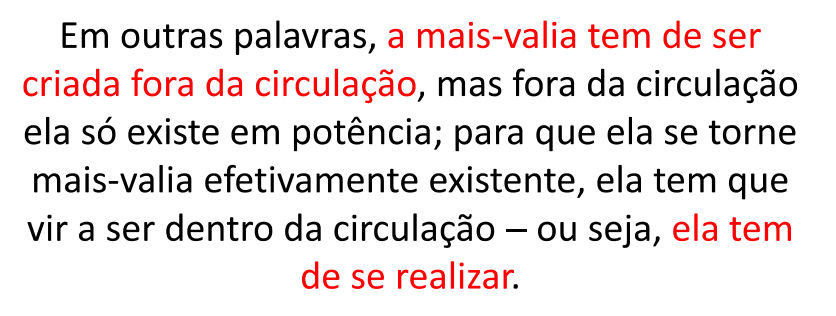 Em outras palavras, a mais-valia tem de ser
criada fora da circulação, mas fora da circulação
ela só existe em potência; para que ela se torne
mais-valia efetivamente existente, ela tem que
vir a ser dentro da circulação – ou seja, ela tem
de se realizar.